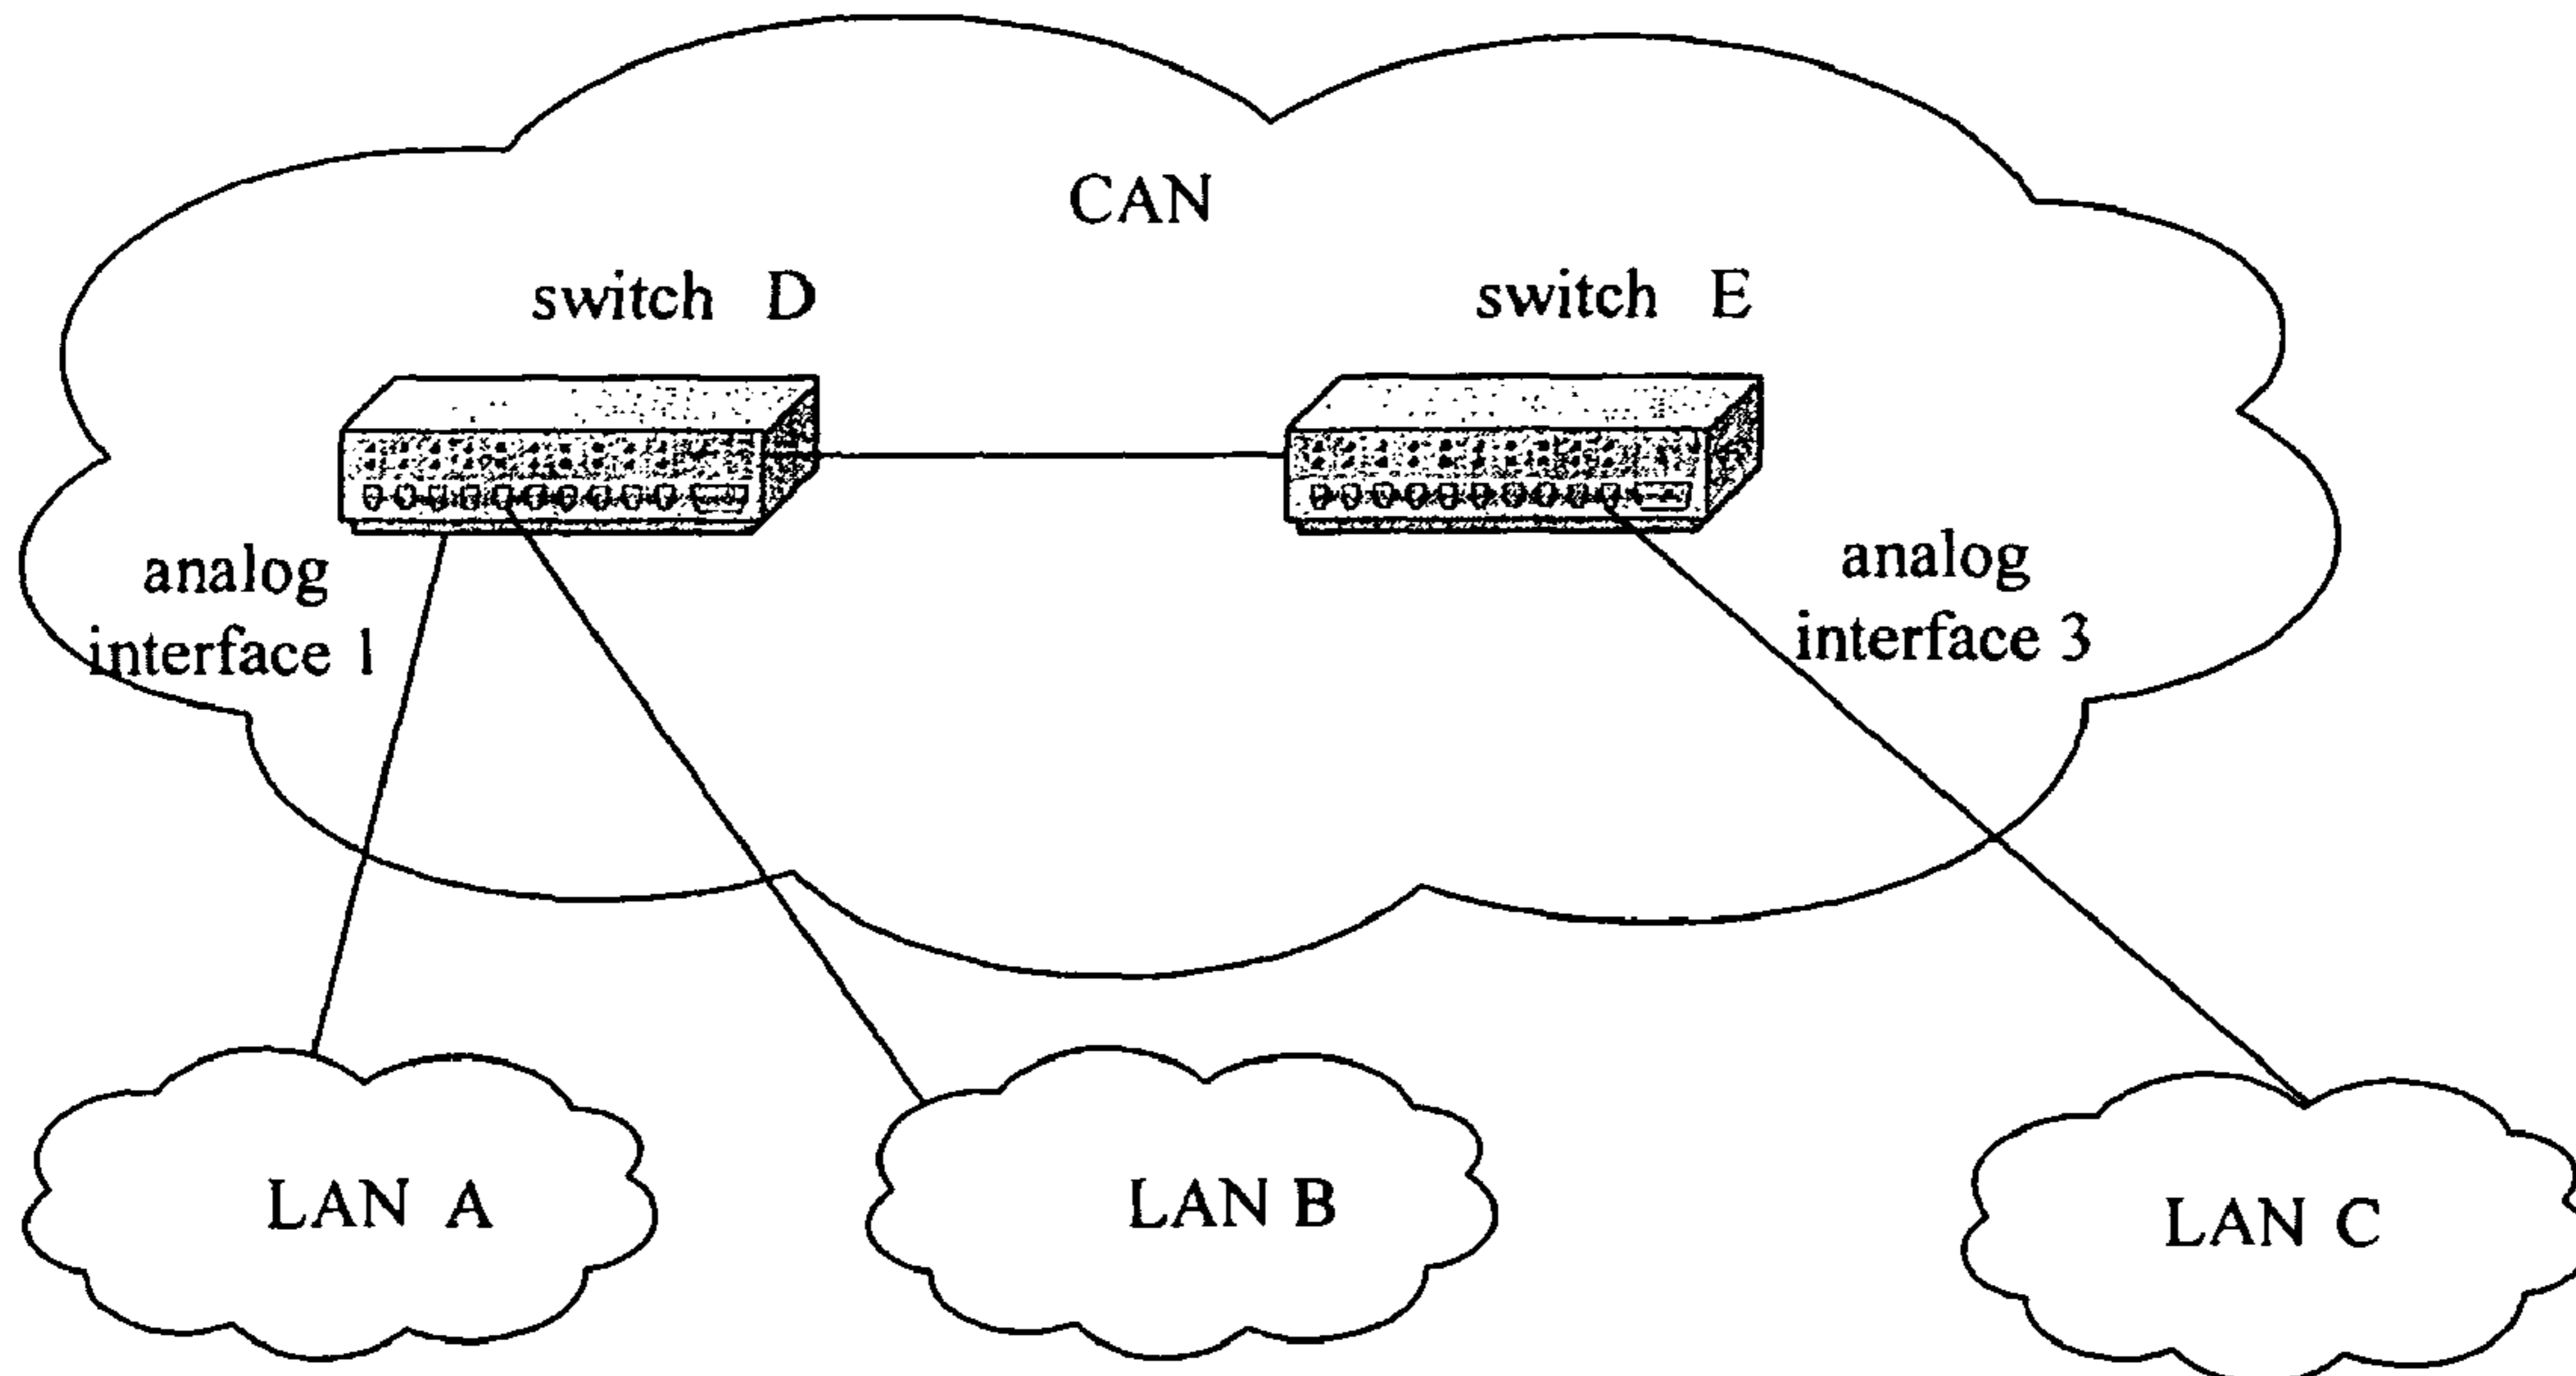 CAN
switch D
switch E
analog
interface 1
analog
interface 3
LAN A
LAN B
LAN C